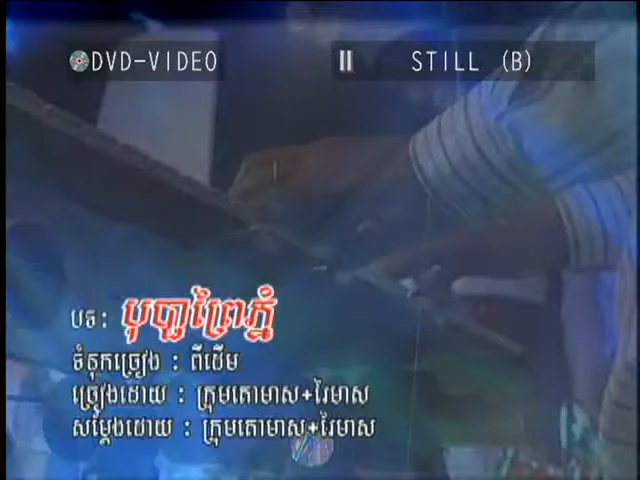 DVD-VIDEO
STILL (B)
បទ: បុប្ផាព្រៃភ្នំ
ទំនុកច្រៀង : ពីដើម
ច្រៀងដោយ : ក្រុមតោមាស+រៃមាស
សម្ដែងដោយ : ក្រុមតោមាស+រៃមាស